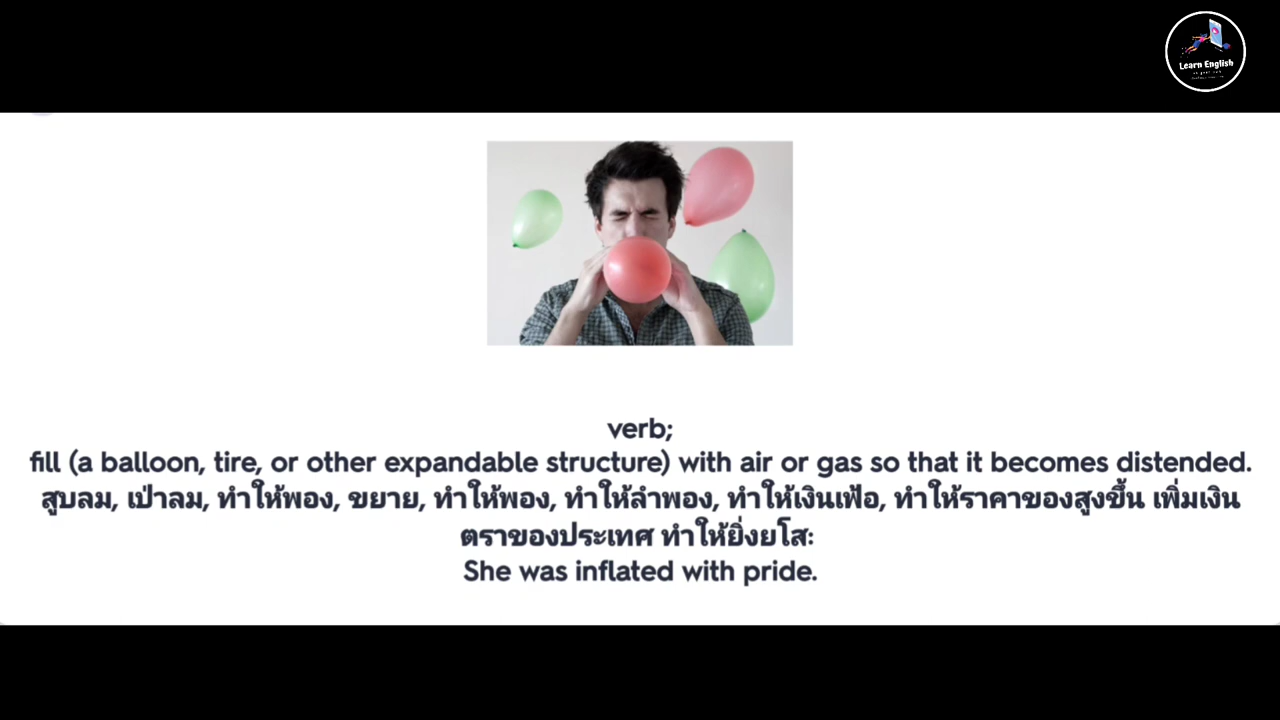 Learn English
verb;
fill (a balloon, tire, or other expandable structure) with air or gas so that it becomes distended.
สูบลม, เป่าลม, ทำให้พอง, ขยาย, ทำให้พอง, ทำให้ลำพอง, ทำให้เงินเฟ้อ, ทำให้ราคาของสูงขึ้น เพิ่มเงิน
ตราของประเทศ ทำให้ยิ่งยโส:
She was inflated with pride.